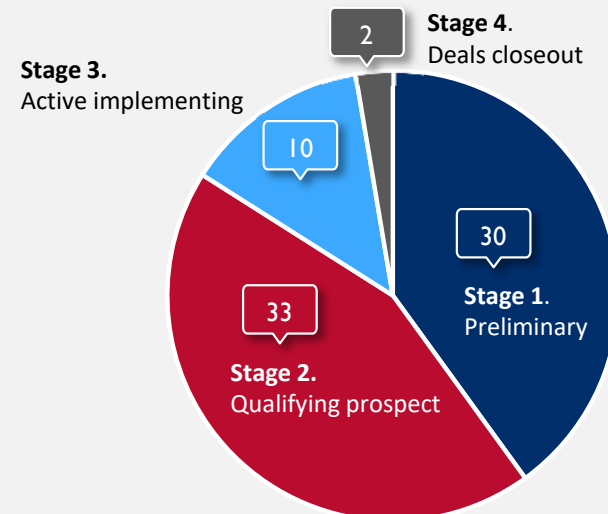 2
Stage 4.
Deals closeout
Stage 3.
Active implementing
10
30
Stage 1.
Preliminary
33
Stage 2.
Qualifying prospect